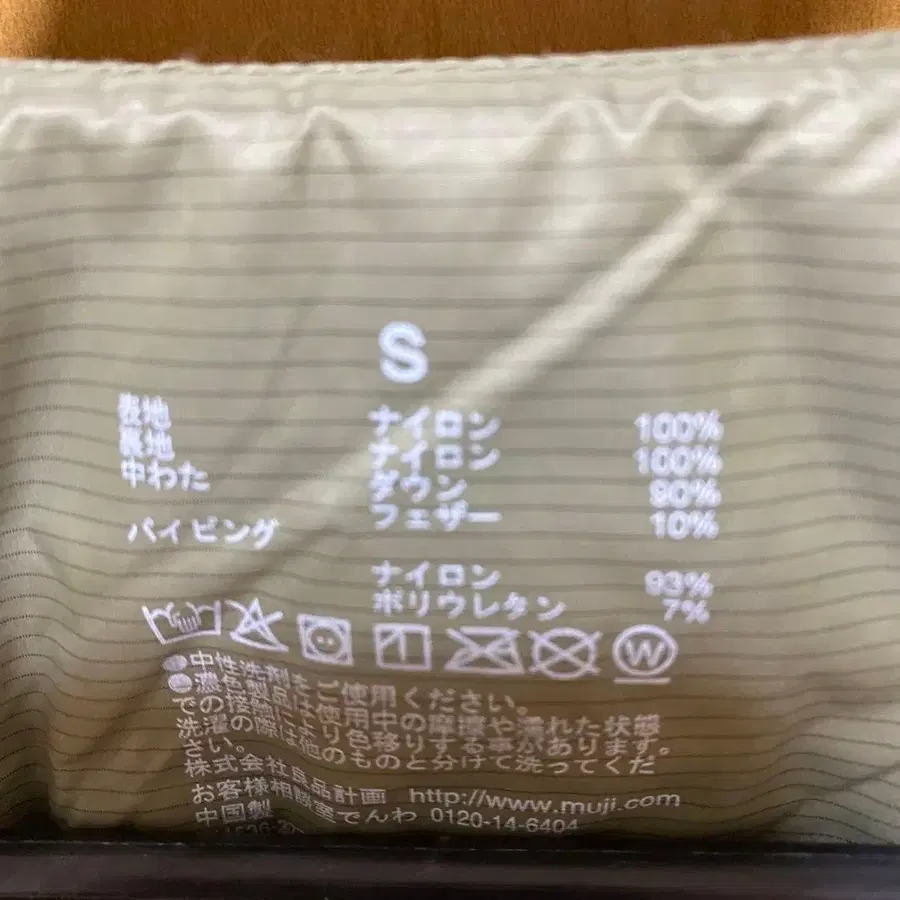 S
表地 ナイロン 100%
裏地 ナイロン 100%
中わた ダウン 90%
フェザー 10%
パイピング
ナイロン 93%
ポリウレタン 7%
W
●中性洗剤をご使用ください。
●濃色製品は使用中の摩擦や濡れた状態
での接触により色移りする事があります。
洗濯の際は他のものと分けて洗ってくだ
さい。
株式会社良品計画 http://www.muji.com
お客様相談室でんわ 0120-14-6404
中国製